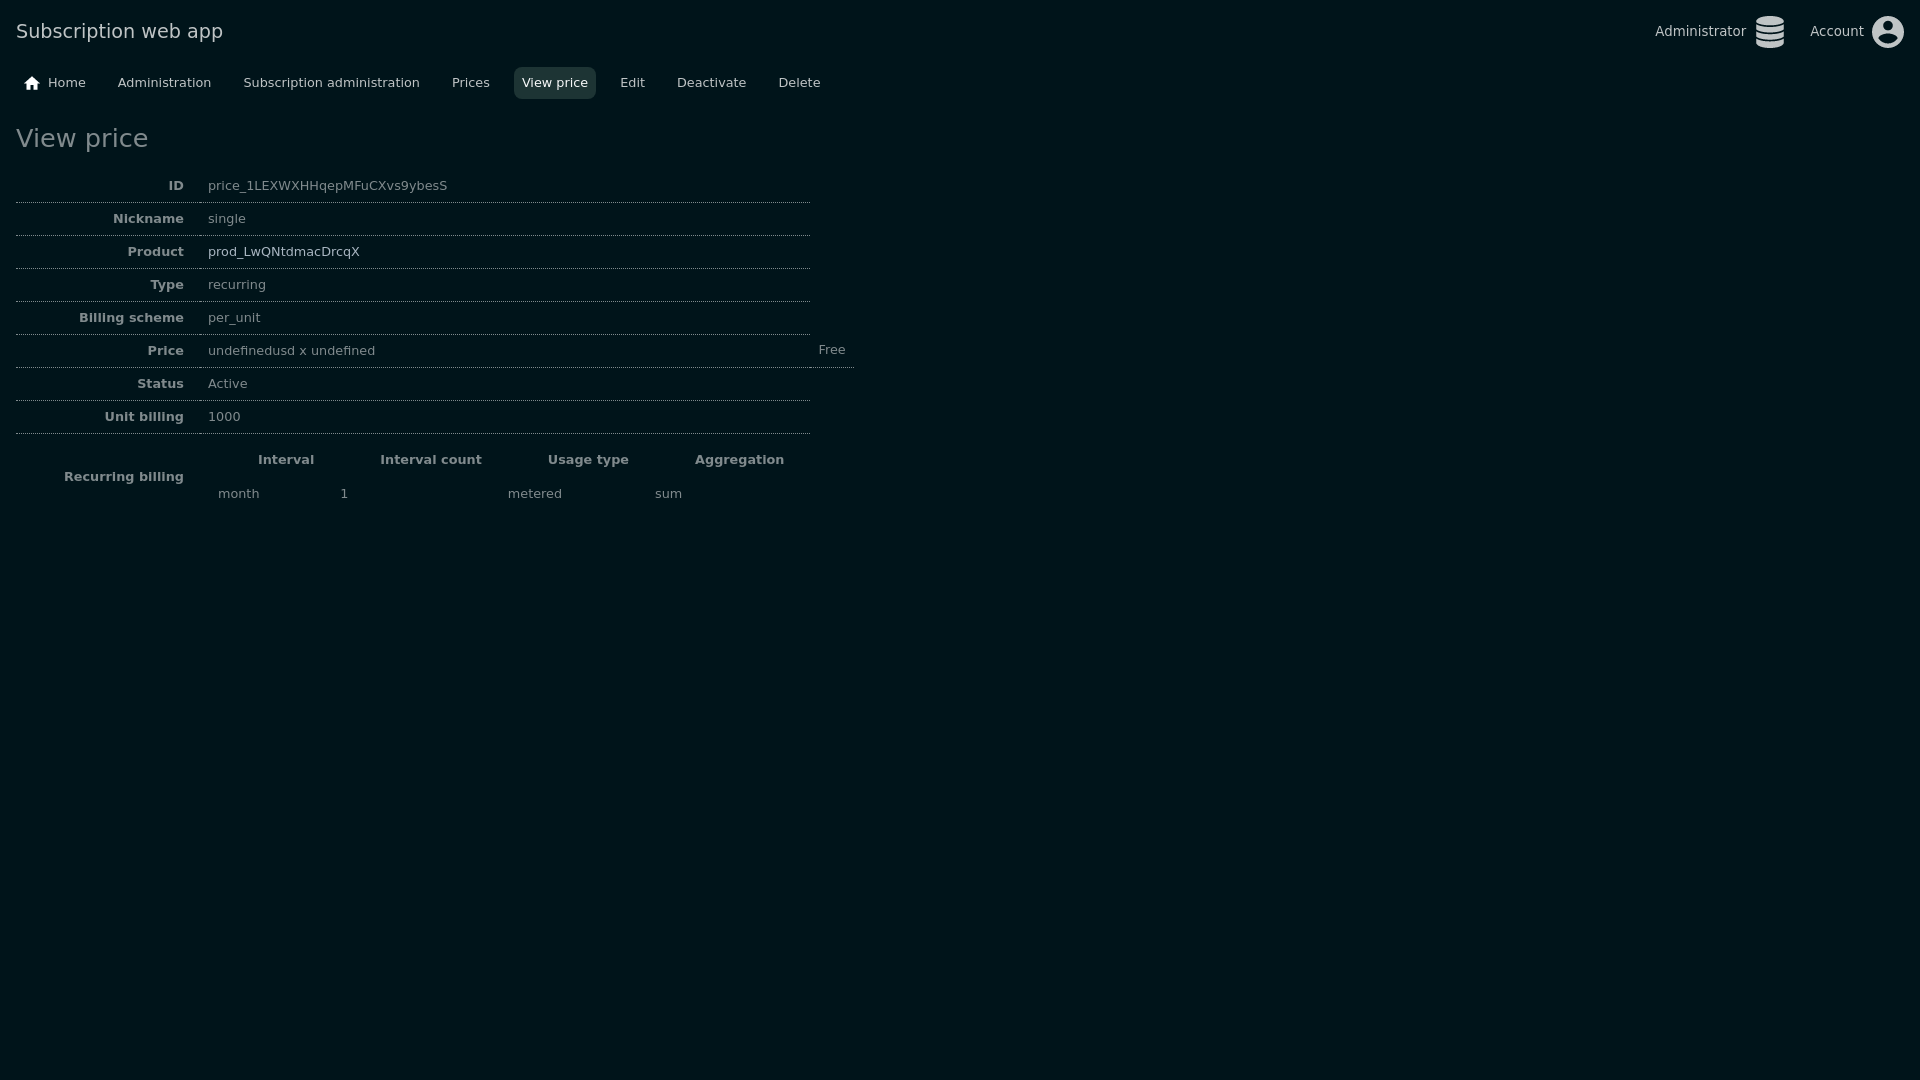 Subscription web app
Administrator
Account
Home Administration Subscription administration Prices View price Edit Deactivate Delete
View price
ID price_1LEXWXHHqepMFuCXvs9ybesS
Nickname single
Product prod_LwQNtdmacDrcqX
Type recurring
Billing scheme per_unit
Price undefinedusd x undefined Free
Status Active
Unit billing 1000
Recurring billing
Interval Interval count Usage type Aggregation
month 1 metered sum